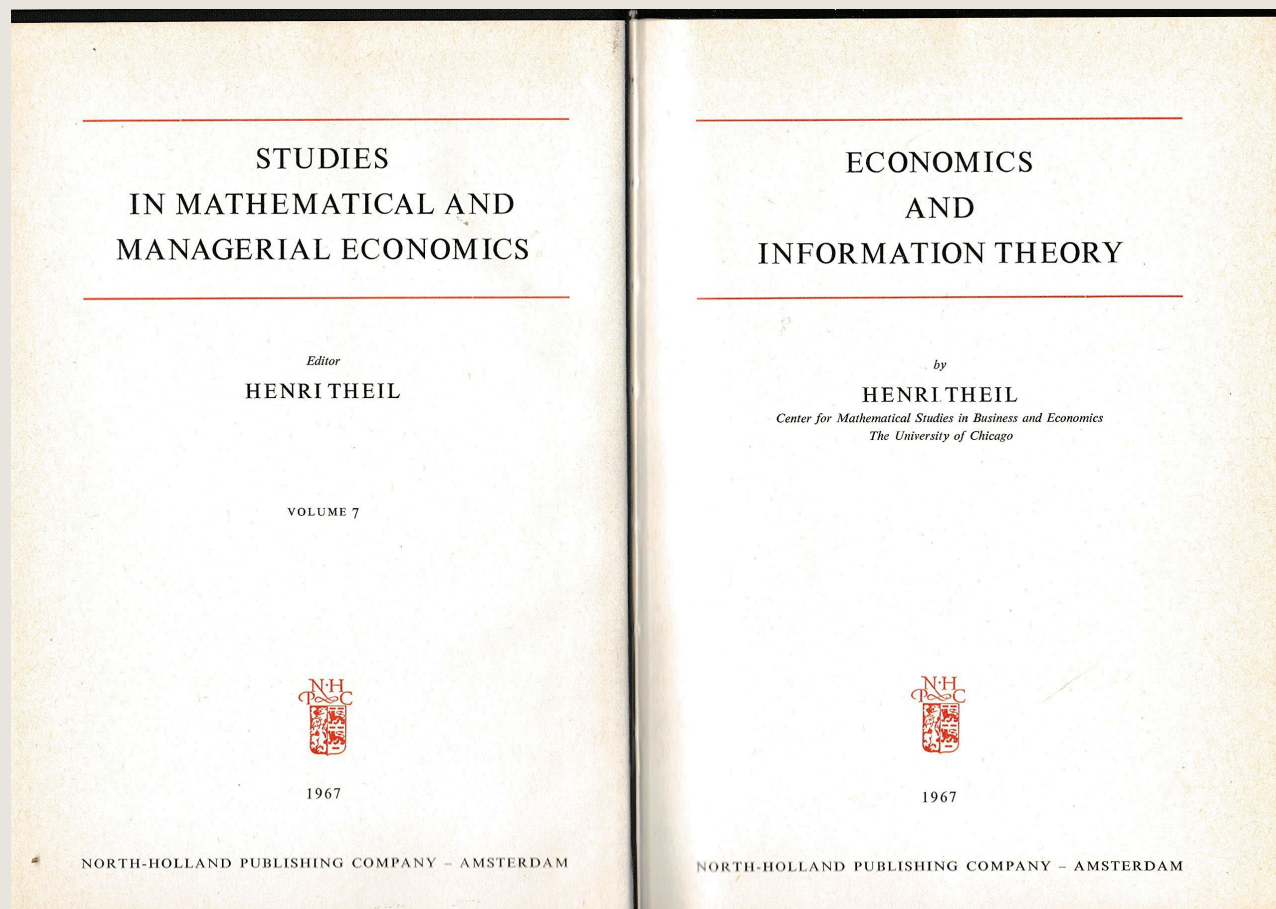 STUDIES
IN MATHEMATICAL AND
MANAGERIAL ECONOMICS
Editor
HENRI THEIL
VOLUME 7
N·H
P C
1967
NORTH-HOLLAND PUBLISHING COMPANY – AMSTERDAM
ECONOMICS
AND
INFORMATION THEORY
by
HENRI THEIL
Center for Mathematical Studies in Business and Economics
The University of Chicago
N·H
P C
1967
NORTH-HOLLAND PUBLISHING COMPANY – AMSTERDAM